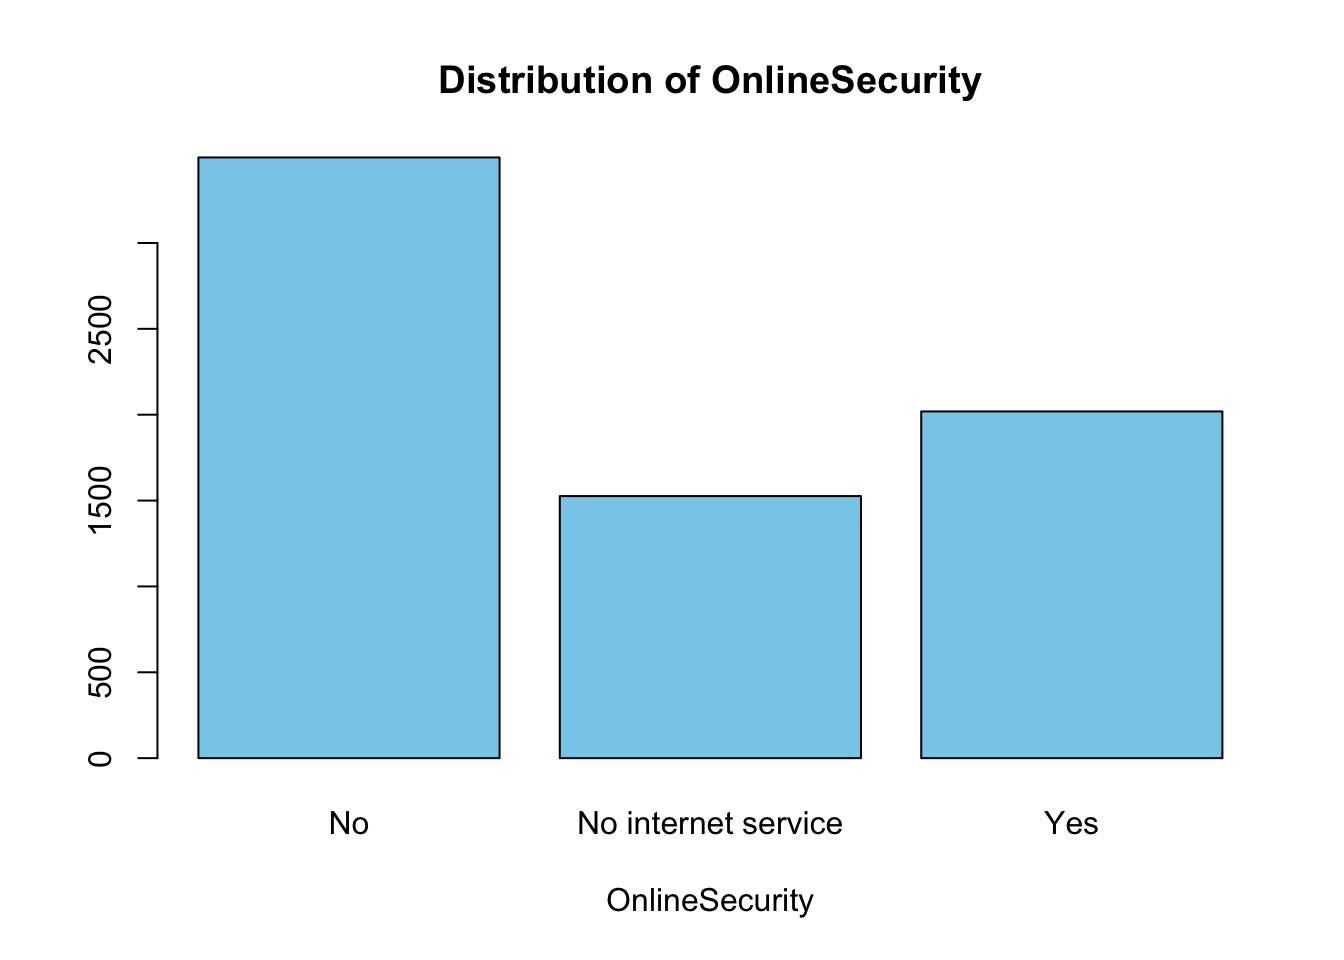 Distribution of OnlineSecurity
2500
1500
500
0
No
No internet service
Yes
OnlineSecurity